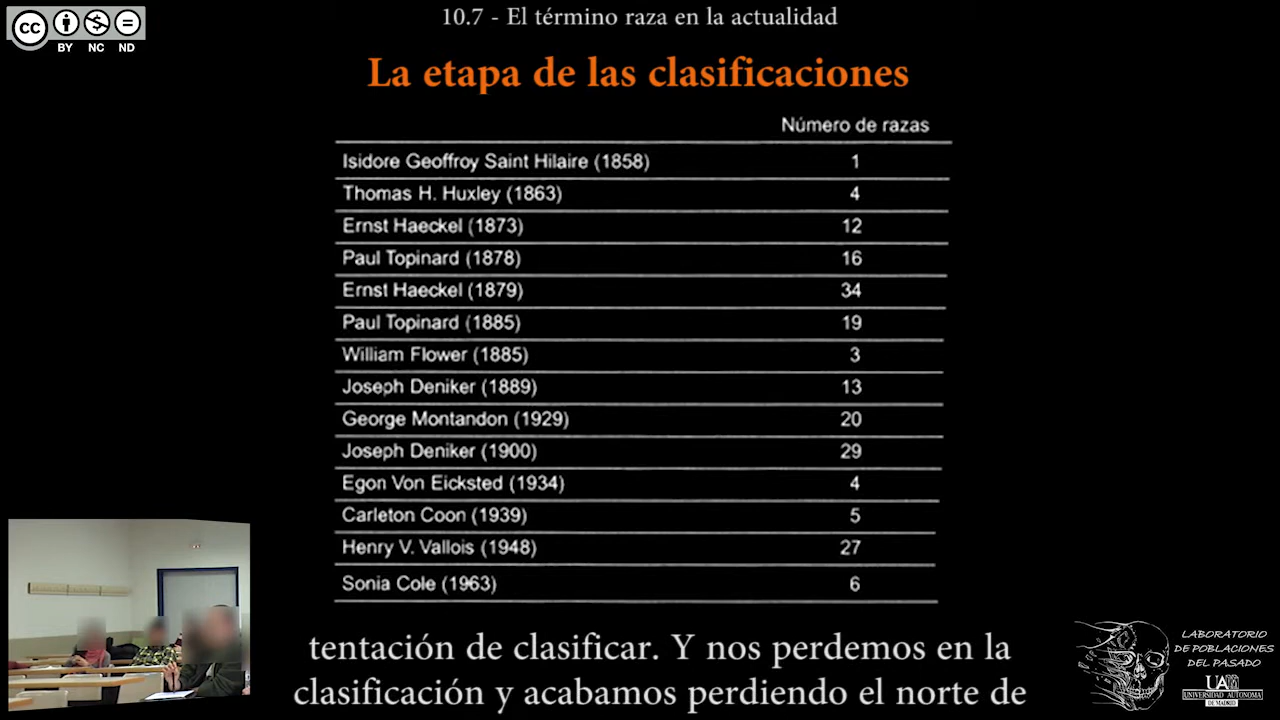 10.7 - El término raza en la actualidad
cc
BY NC ND
La etapa de las clasificaciones
Número de razas
Isidore Geoffroy Saint Hilaire (1858) 1
Thomas H. Huxley (1863) 4
Ernst Haeckel (1873) 12
Paul Topinard (1878) 16
Ernst Haeckel (1879) 34
Paul Topinard (1885) 19
William Flower (1885) 3
Joseph Deniker (1889) 13
George Montandon (1929) 20
Joseph Deniker (1900) 29
Egon Von Eicksted (1934) 4
Carleton Coon (1939) 5
Henry V. Vallois (1948) 27
Sonia Cole (1963) 6
tentación de clasificar. Y nos perdemos en la
clasificación y acabamos perdiendo el norte de
LABORATORIO
DE POBLACIONES
DEL PASADO
UAM
UNIVERSIDAD AUTONOMA
DE MADRID